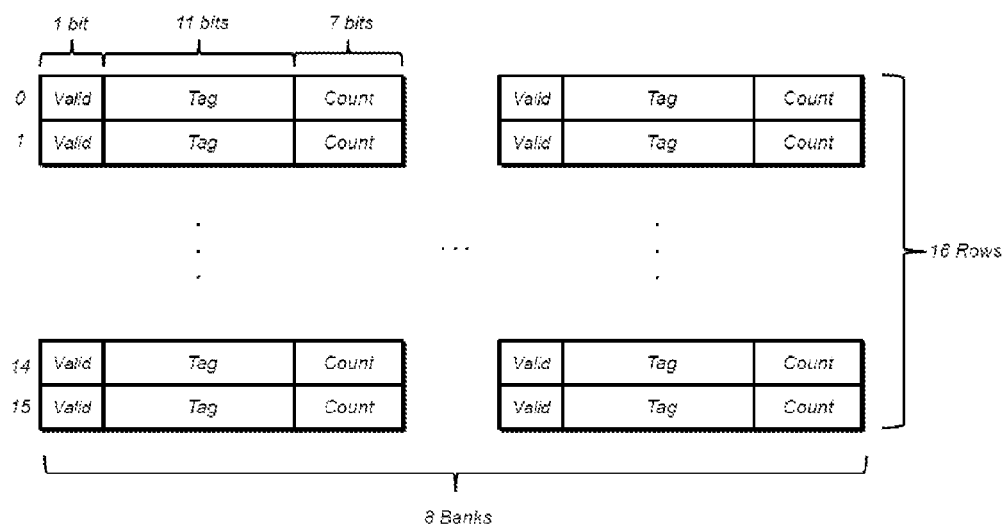 1 bit 11 bits 7 bits
0 Valid Tag Count Valid Tag Count
1 Valid Tag Count Valid Tag Count
16 Rows
14 Valid Tag Count Valid Tag Count
15 Valid Tag Count Valid Tag Count
8 Banks